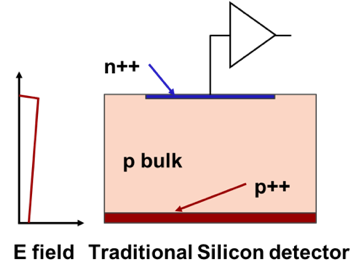 n++
p bulk
p++
E field Traditional Silicon detector